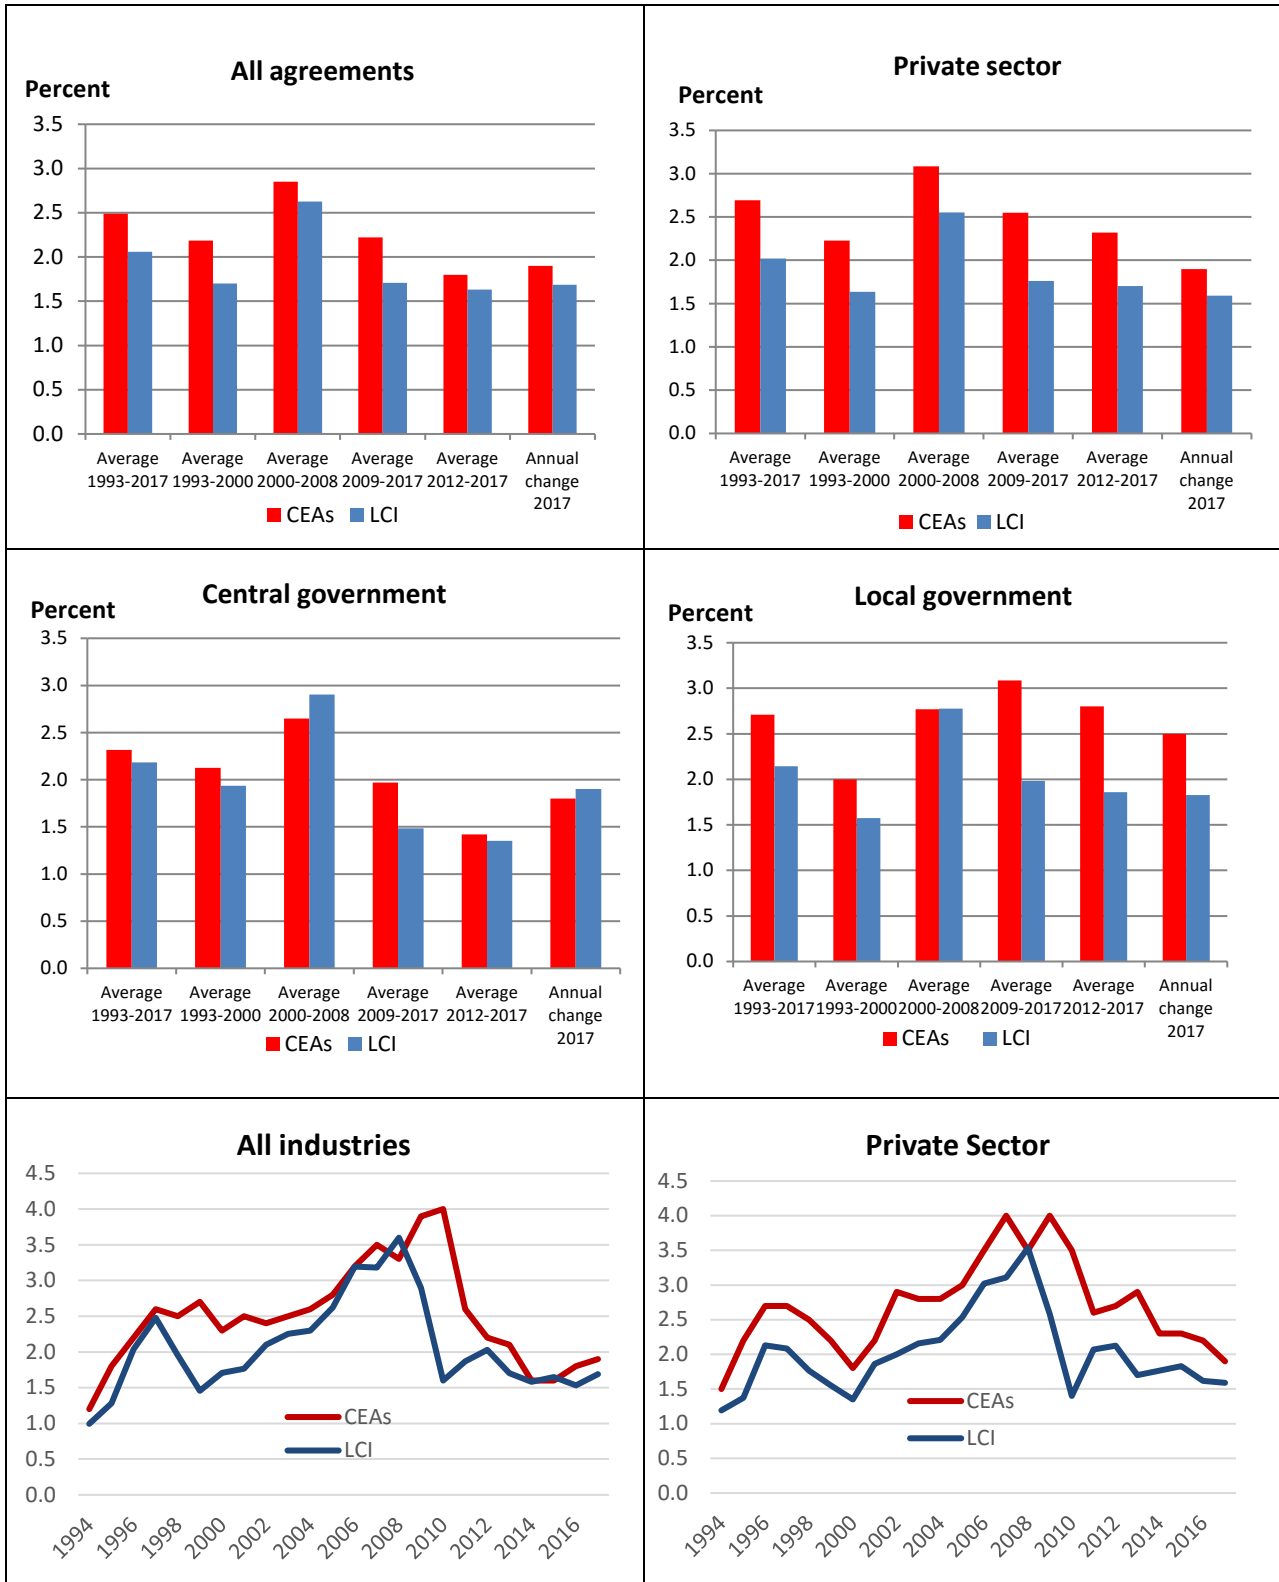 All agreements
Percent
3.5
3.0
2.5
2.0
1.5
1.0
0.5
0.0
Average Average Average Average Average Annual
1993-2017 1993-2000 2000-2008 2009-2017 2012-2017 change
2017
CEAs LCI
Private sector
Percent
3.5
3.0
2.5
2.0
1.5
1.0
0.5
0.0
Average Average Average Average Average Annual
1993-2017 1993-2000 2000-2008 2009-2017 2012-2017 change
2017
CEAs LCI
Central government
Percent
3.5
3.0
2.5
2.0
1.5
1.0
0.5
0.0
Average Average Average Average Average Annual
1993-2017 1993-2000 2000-2008 2009-2017 2012-2017 change
2017
CEAs LCI
Local government
Percent
3.5
3.0
2.5
2.0
1.5
1.0
0.5
0.0
Average Average Average Average Average Annual
1993-2017 1993-2000 2000-2008 2009-2017 2012-2017 change
2017
CEAs LCI
All industries
4.5
4.0
3.5
3.0
2.5
2.0
1.5
1.0
0.5
0.0
CEAs
LCI
1994 1996 1998 2000 2002 2004 2006 2008 2010 2012 2014 2016
Private Sector
4.5
4.0
3.5
3.0
2.5
2.0
1.5
1.0
0.5
0.0
CEAs
LCI
1994 1996 1998 2000 2002 2004 2006 2008 2010 2012 2014 2016